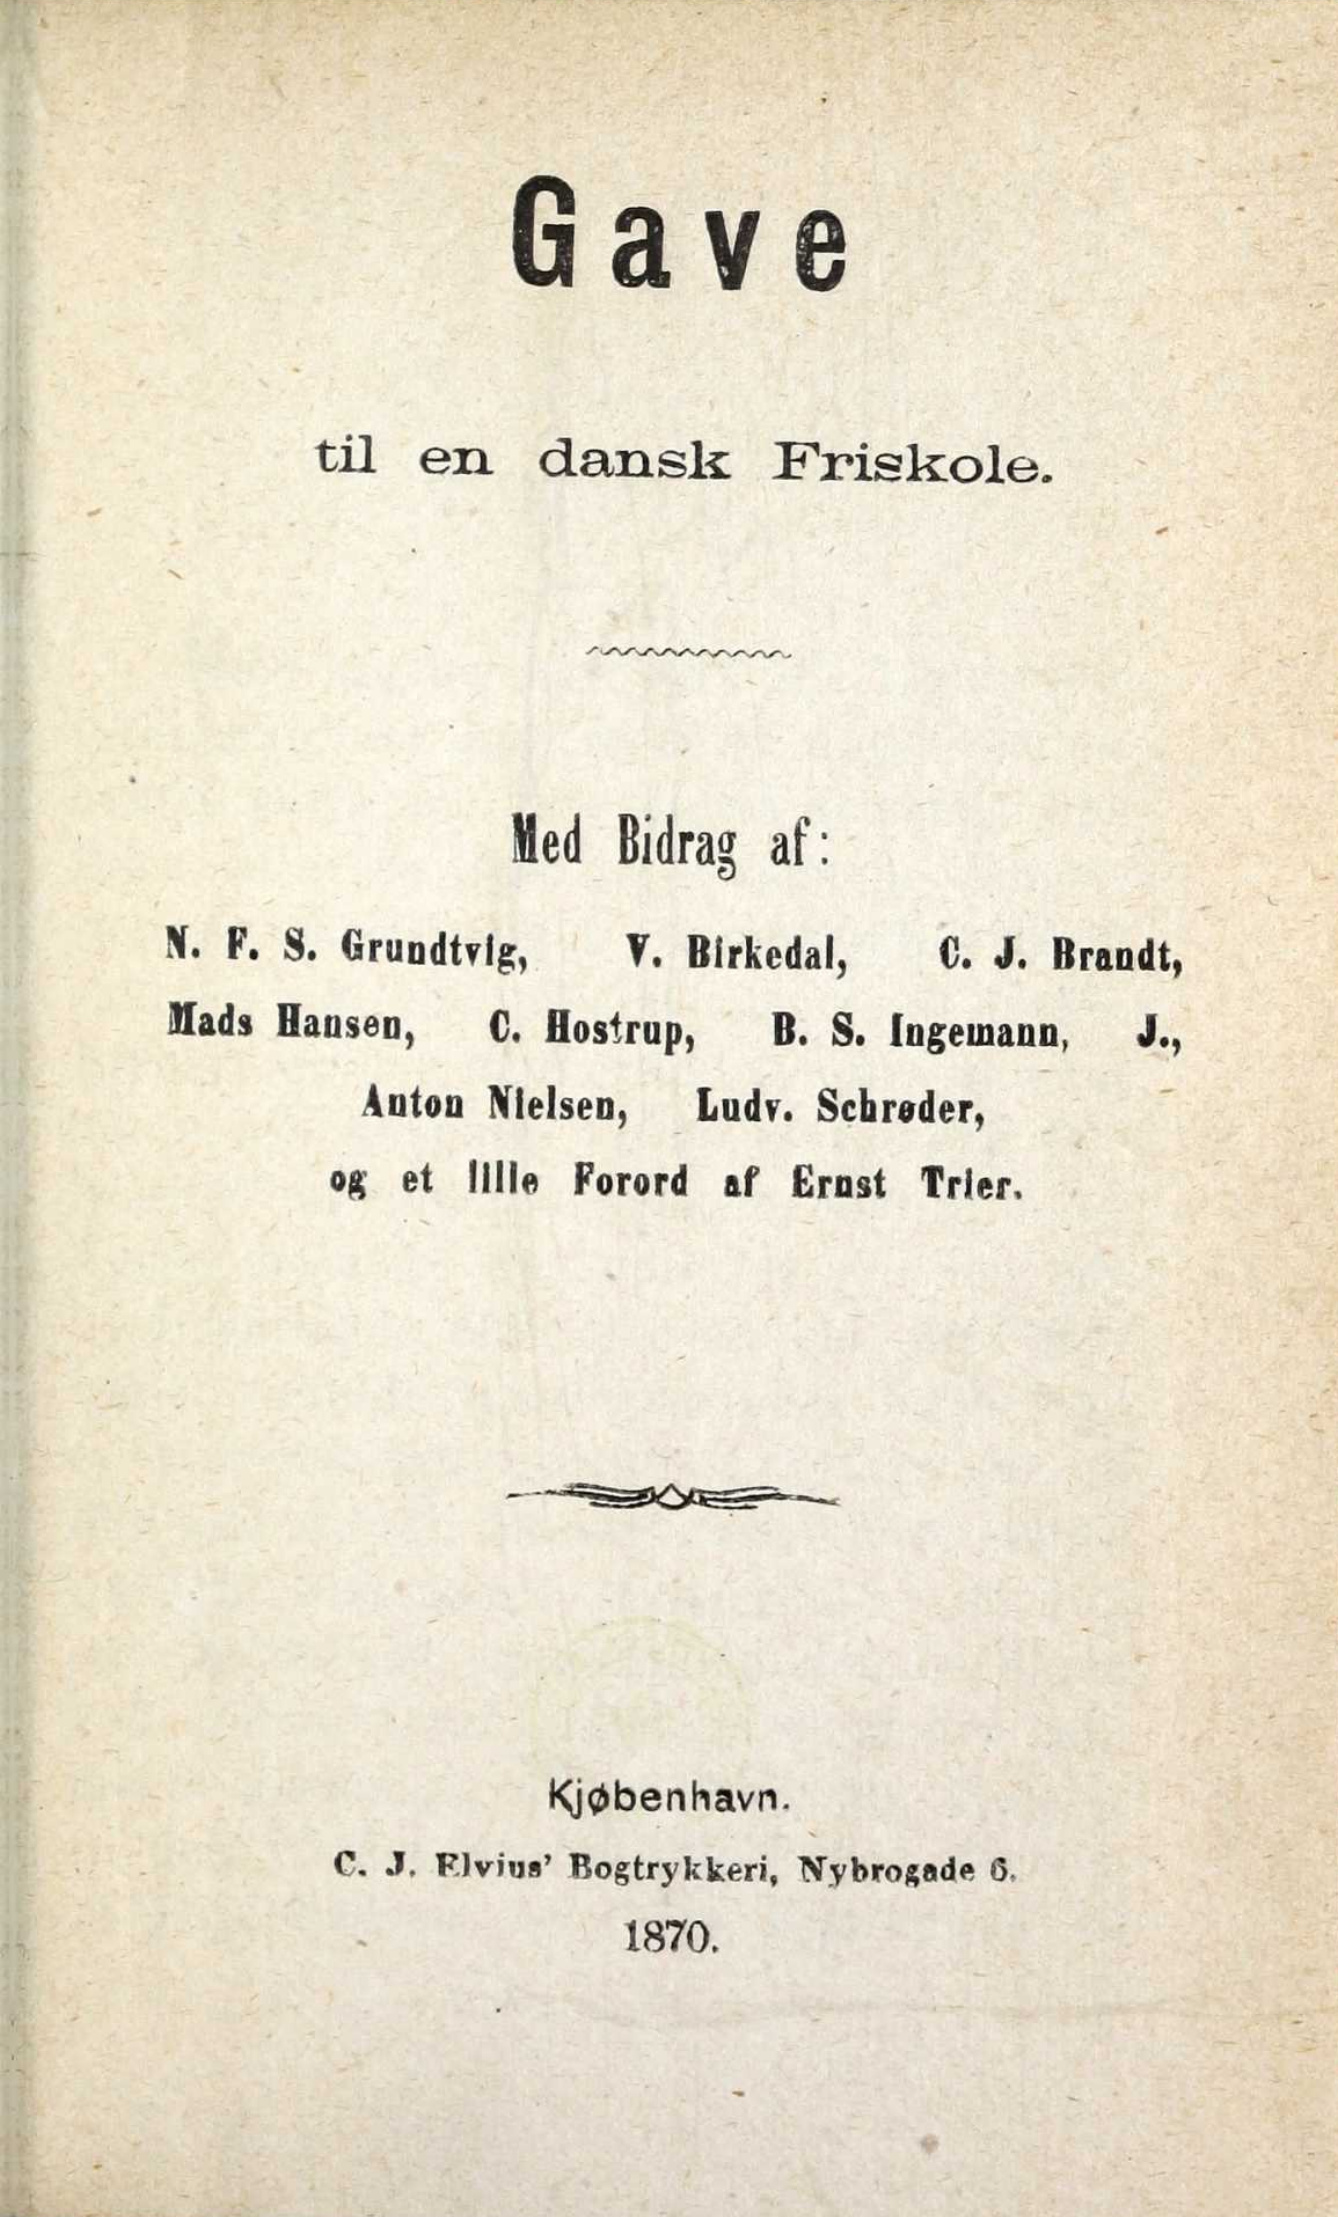 Gave
til en dansk Friskole.
Med Bidrag af:
N. F. S. Grundtvig, V. Birkedal, C. J. Brandt,
Mads Hansen, C. Hostrup, B. S. Ingemann, J.,
Anton Nielsen, Ludv. Schrøder,
og et lille Forord af Ernst Trier.
Kjøbenhavn.
C. J. Elvius' Bogtrykkeri, Nybrogade 6.
1870.